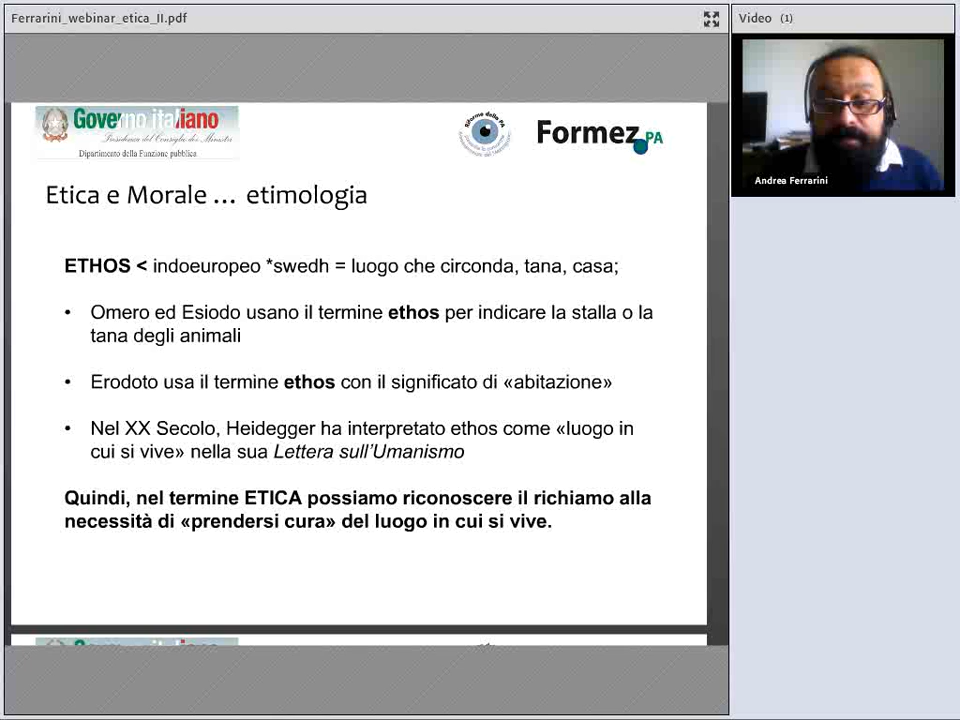 Ferrarini_webinar_etica_II.pdf
Video (1)
Governo italiano
Presidenza del Consiglio dei Ministri
Dipartimento della Funzione pubblica
Riforme della PA
Formez PA
Andrea Ferrarini
Etica e Morale … etimologia
ETHOS < indoeuropeo *swedh = luogo che circonda, tana, casa;
• Omero ed Esiodo usano il termine ethos per indicare la stalla o la
tana degli animali
• Erodoto usa il termine ethos con il significato di «abitazione»
• Nel XX Secolo, Heidegger ha interpretato ethos come «luogo in
cui si vive» nella sua Lettera sull’Umanismo
Quindi, nel termine ETICA possiamo riconoscere il richiamo alla
necessità di «prendersi cura» del luogo in cui si vive.